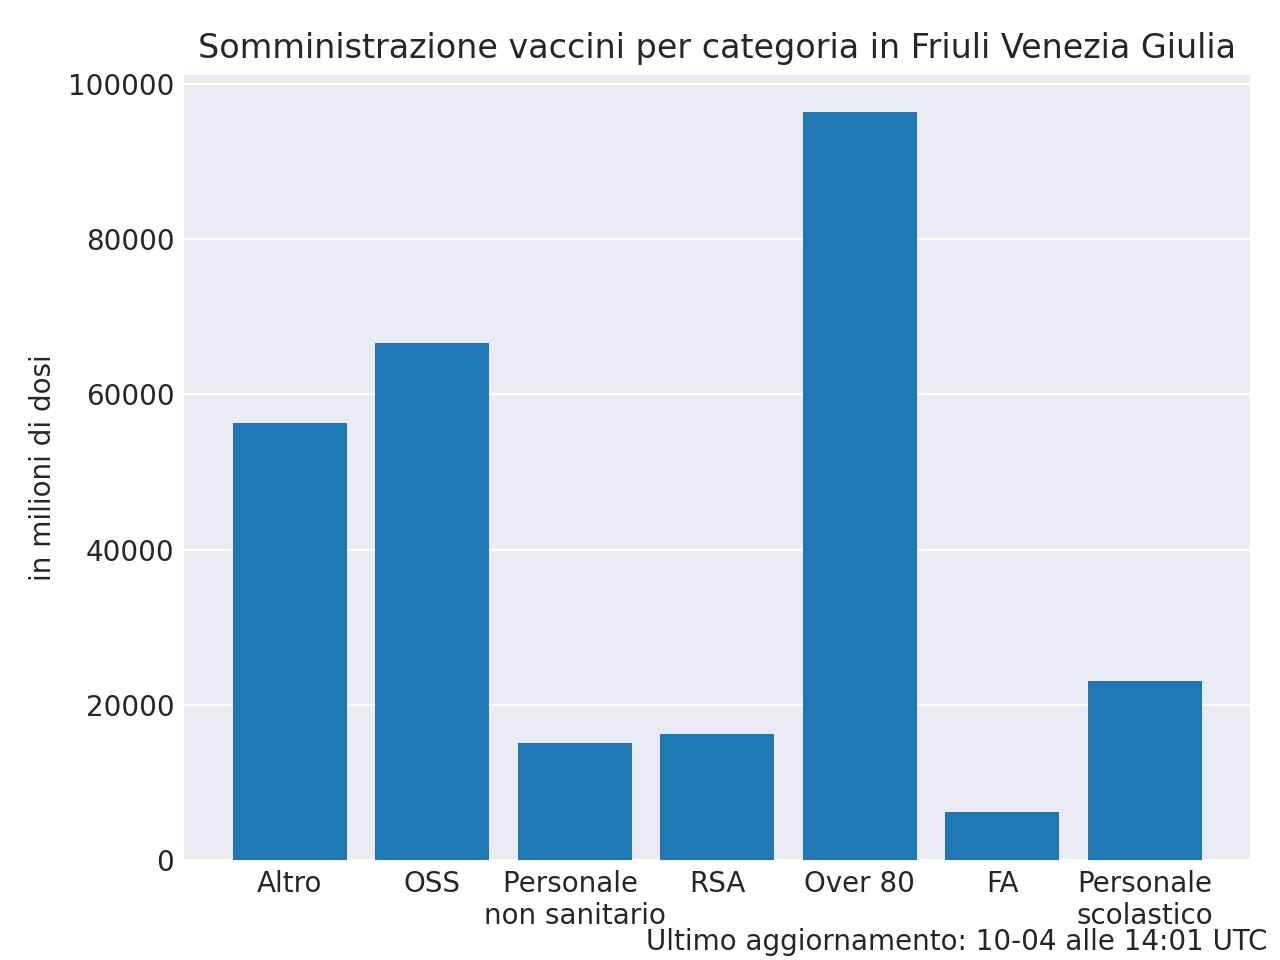 Somministrazione vaccini per categoria in Friuli Venezia Giulia
in milioni di dosi
100000
80000
60000
40000
20000
0
Altro
OSS
Personale
non sanitario
RSA
Over 80
FA
Personale
scolastico
Ultimo aggiornamento: 10-04 alle 14:01 UTC